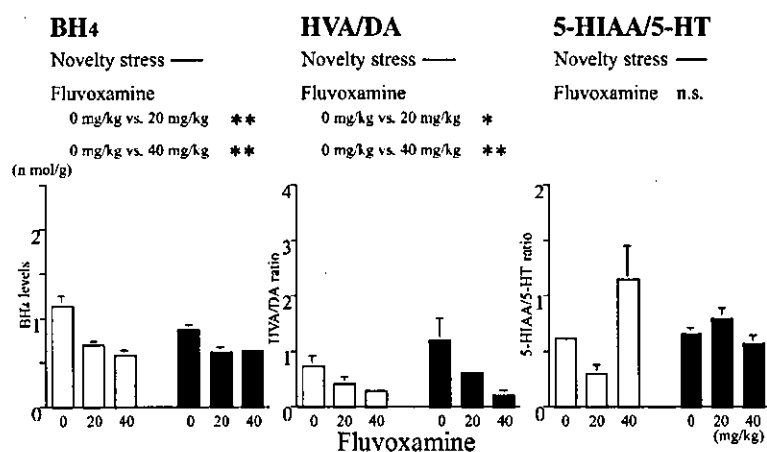 BH4 HVA/DA 5-HIAA/5-HT
Novelty stress — Novelty stress — Novelty stress —
Fluvoxamine Fluvoxamine Fluvoxamine n.s.
0 mg/kg vs. 20 mg/kg ** 0 mg/kg vs. 20 mg/kg *
0 mg/kg vs. 40 mg/kg ** 0 mg/kg vs. 40 mg/kg **
(n mol/g)
BH4 levels
2
1
0
0 20 40 0 20 40
HVA/DA ratio
4
3
2
1
0
0 20 40 0 20 40
5-HIAA/5-HT ratio
2
1
0
0 20 40 0 20 40
(mg/kg)
Fluvoxamine